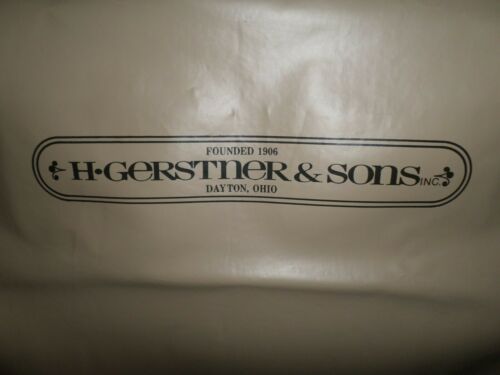 FOUNDED 1906
H·GERSTNER & SONS INC.
DAYTON, OHIO